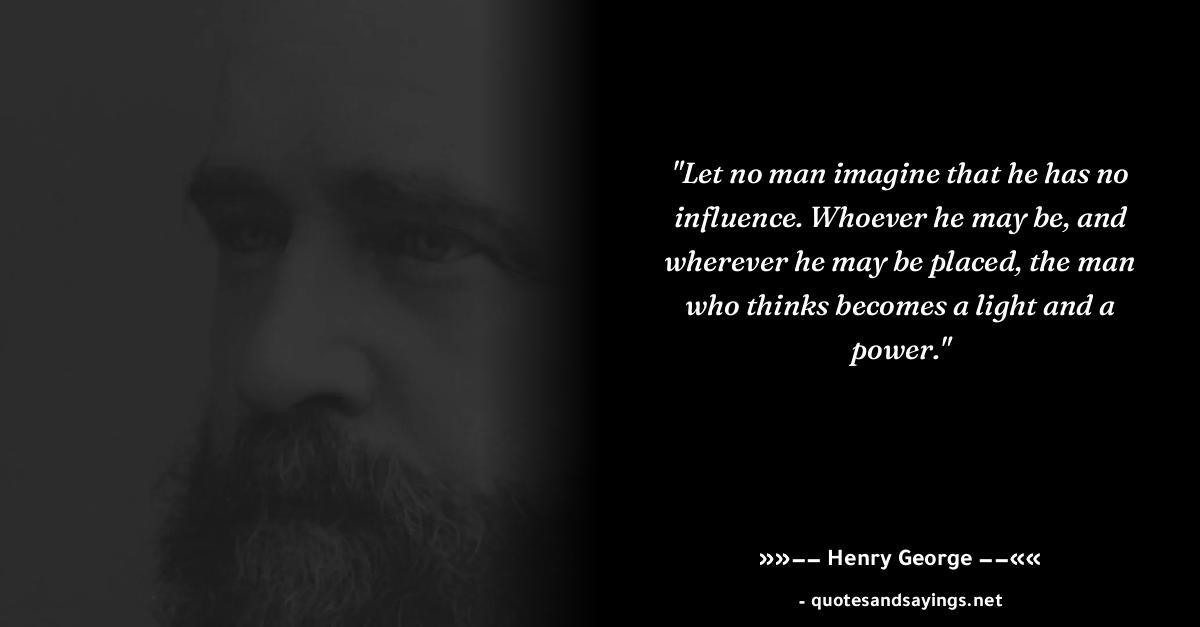 "Let no man imagine that he has no
influence. Whoever he may be, and
wherever he may be placed, the man
who thinks becomes a light and a
power."
»»–– Henry George ––««
- quotesandsayings.net